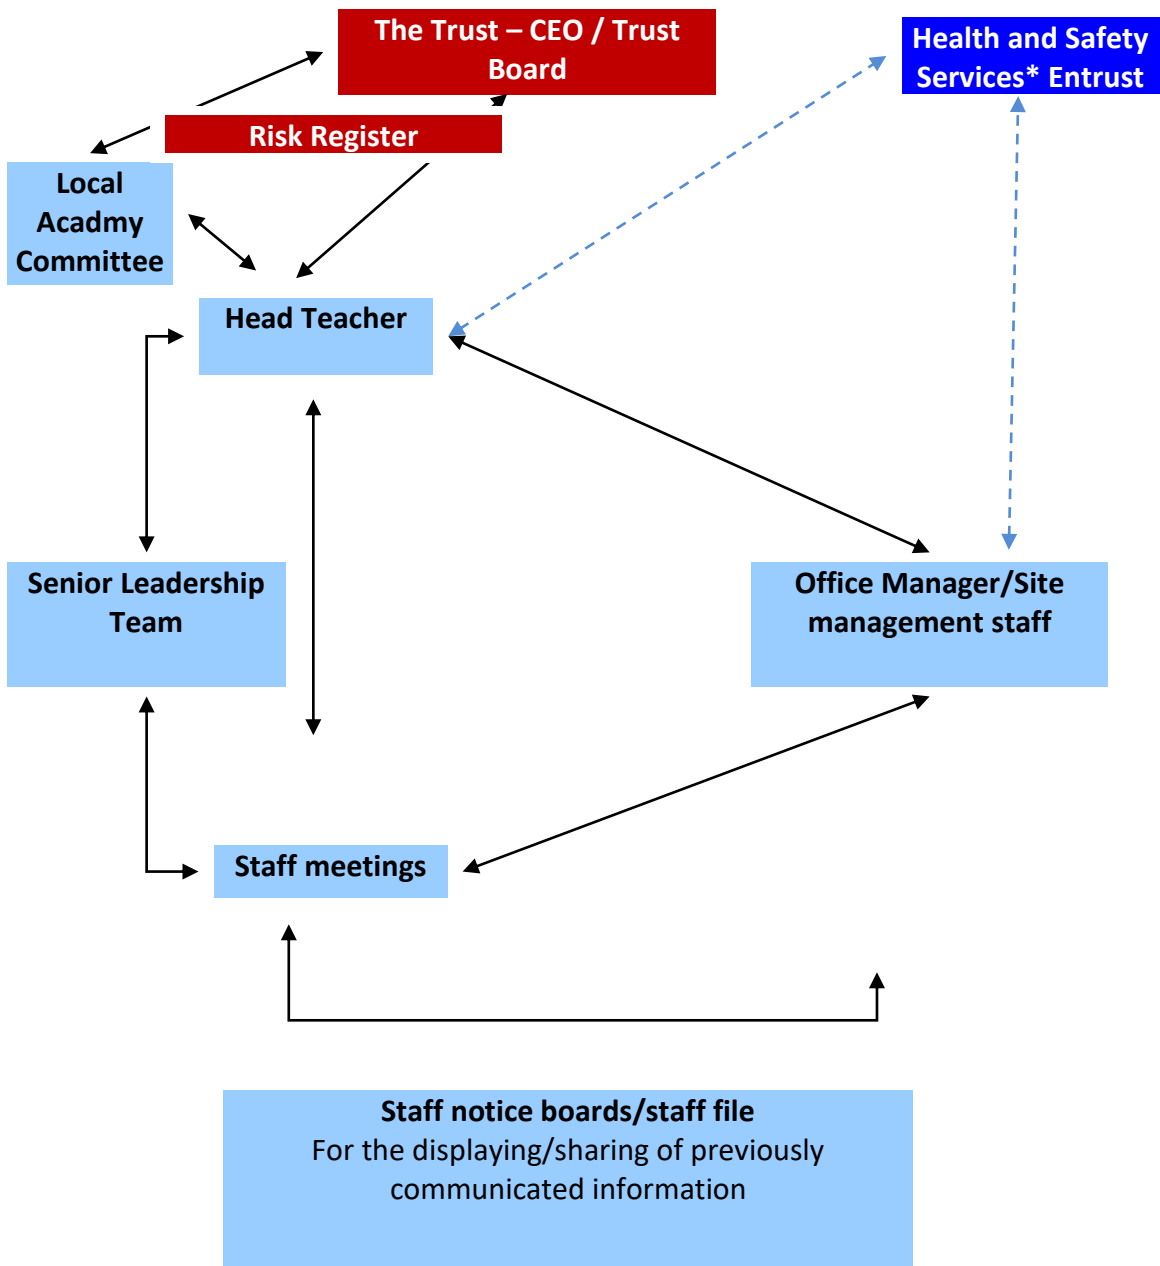 The Trust – CEO / Trust
Board
Health and Safety
Services* Entrust
Risk Register
Local
Acadmy
Committee
Head Teacher
Senior Leadership
Team
Office Manager/Site
management staff
Staff meetings
Staff notice boards/staff file
For the displaying/sharing of previously
communicated information